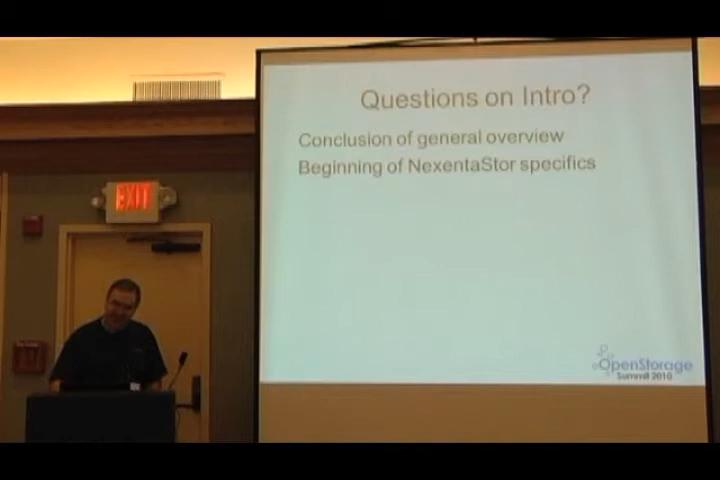 Questions on Intro?
Conclusion of general overview
Beginning of NexentaStor specifics
EXIT
OpenStorage
Summit 2010